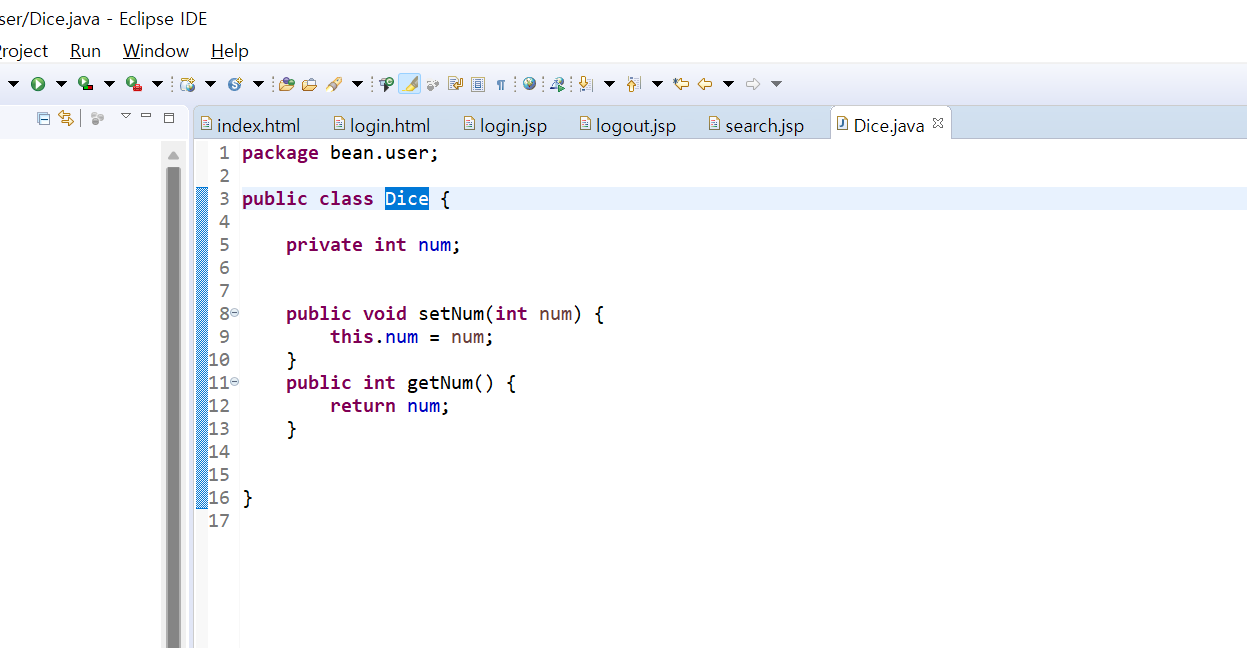 ser/Dice.java - Eclipse IDE
Project Run Window Help
index.html login.html login.jsp logout.jsp search.jsp Dice.java
1 package bean.user;
2
3 public class Dice {
4
5 private int num;
6
7
8 public void setNum(int num) {
9 this.num = num;
10 }
11 public int getNum() {
12 return num;
13 }
14
15
16 }
17